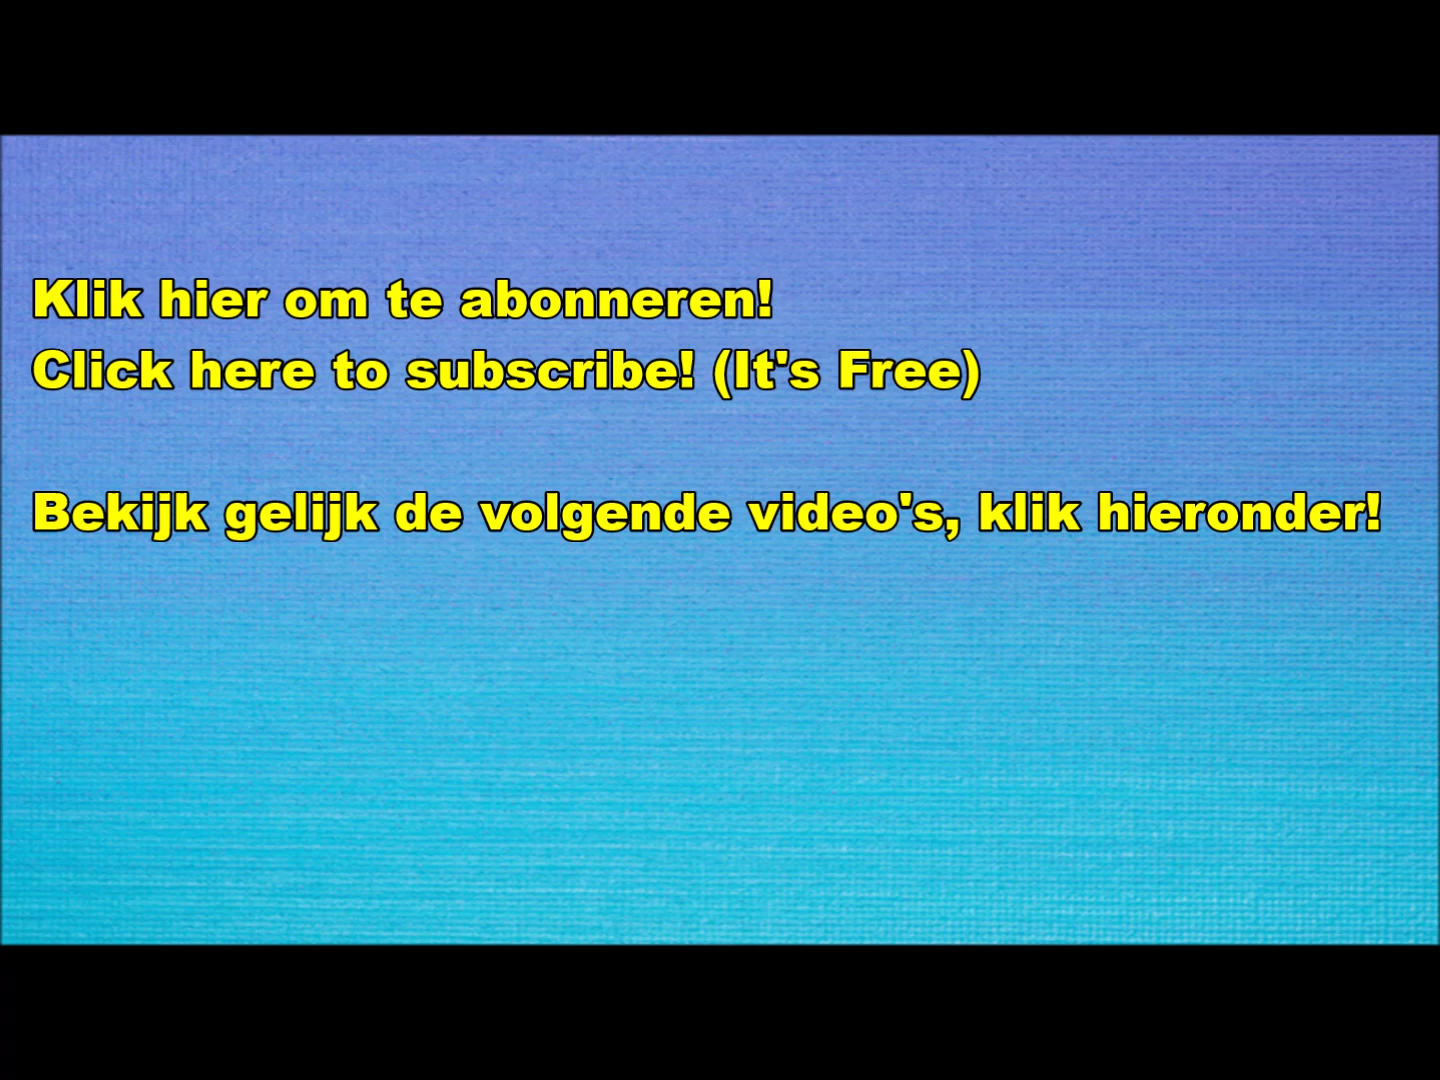 Klik hier om te abonneren!
Click here to subscribe! (It's Free)
Bekijk gelijk de volgende video's, klik hieronder!